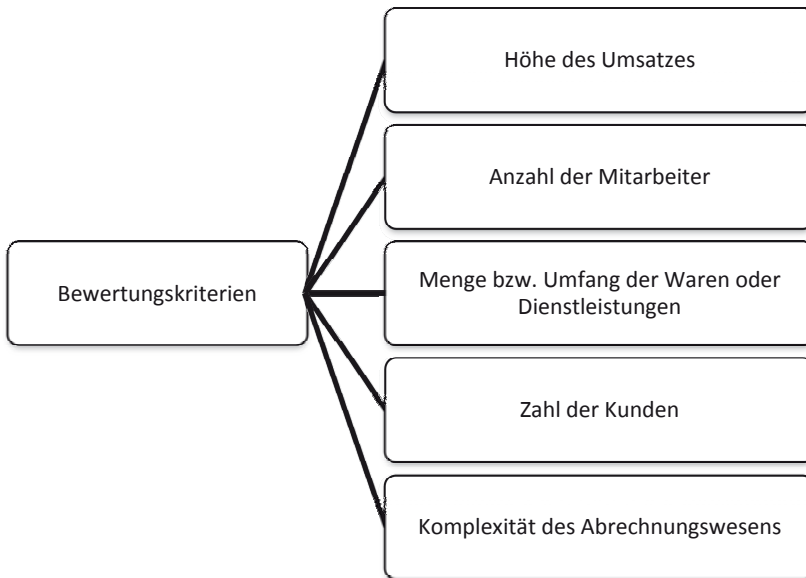 Höhe des Umsatzes
Anzahl der Mitarbeiter
Bewertungskriterien
Menge bzw. Umfang der Waren oder
Dienstleistungen
Zahl der Kunden
Komplexität des Abrechnungswesens